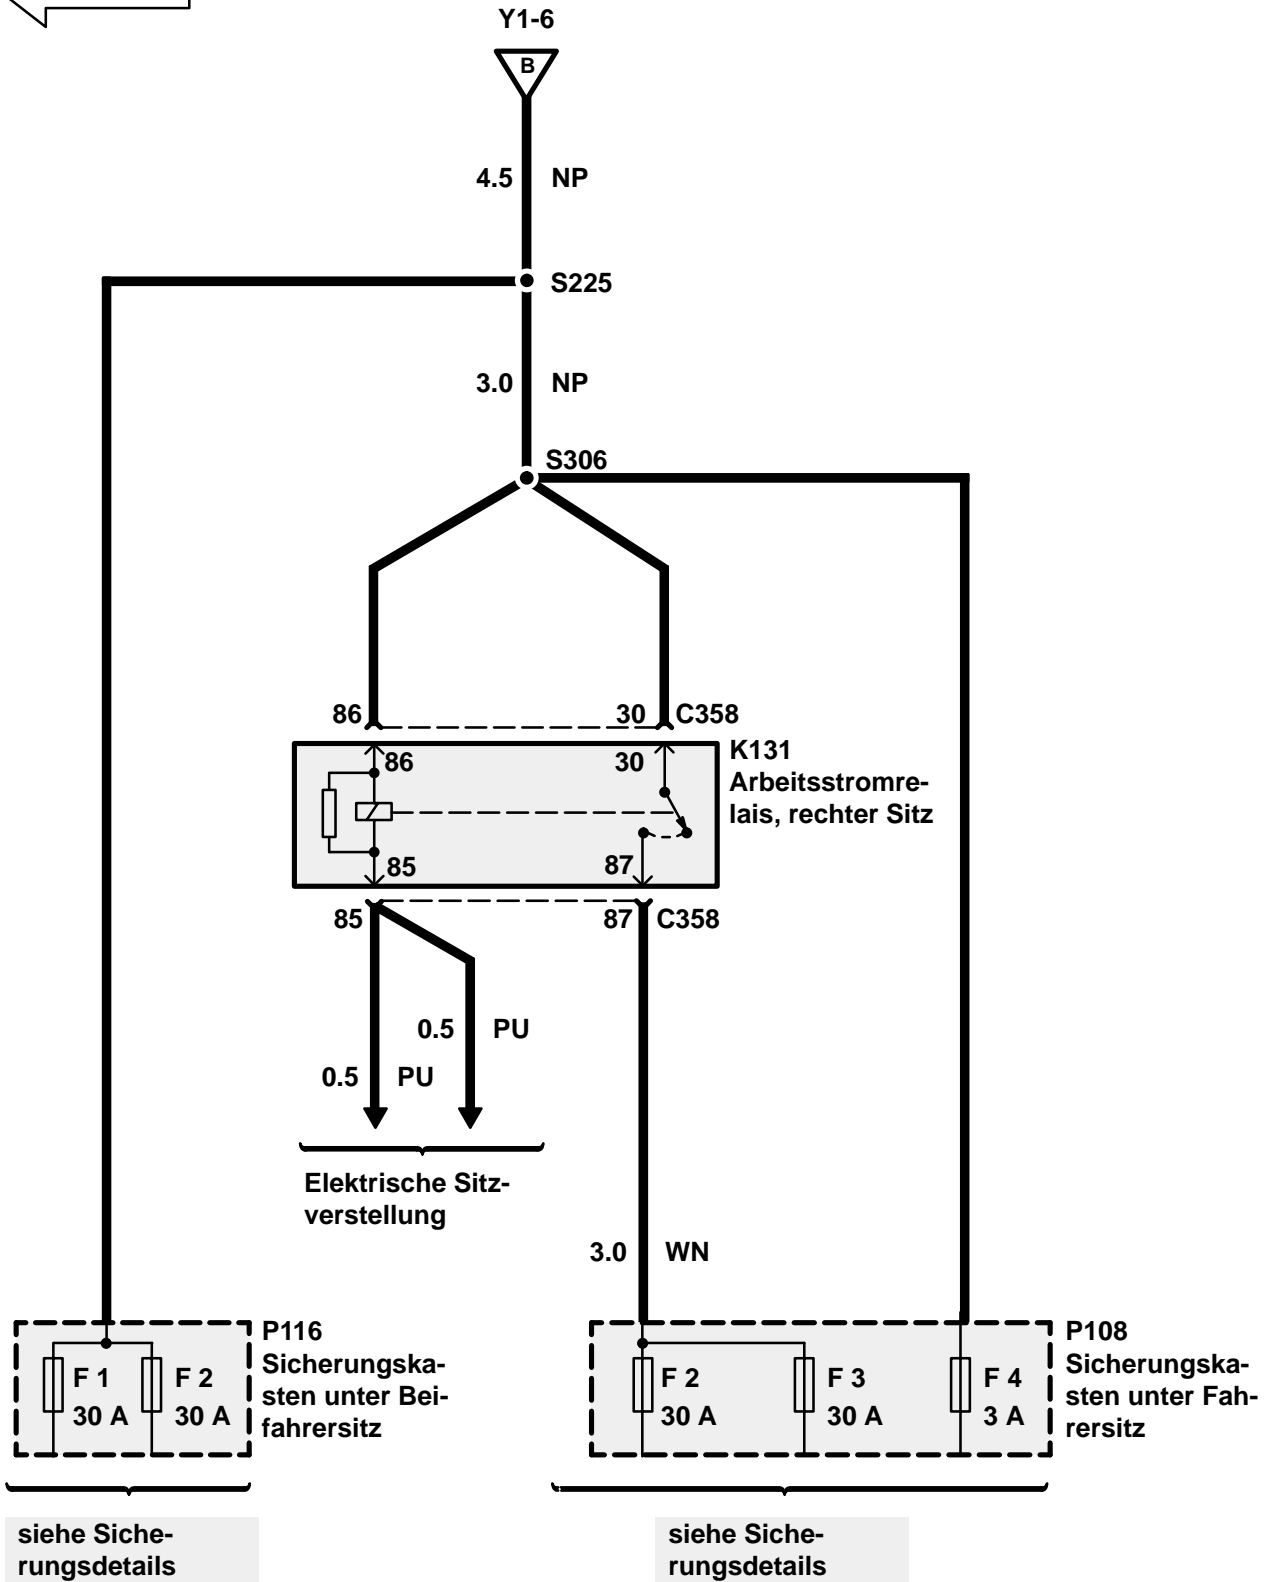 Y1-6
B
4.5 NP
S225
3.0 NP
S306
86 30 C358
86 30
K131
Arbeitsstromre-
lais, rechter Sitz
85 87
85 87 C358
0.5 PU
0.5 PU
Elektrische Sitz-
verstellung
3.0 WN
P116
Sicherungska-
sten unter Bei-
fahrersitz
F 1
30 A
F 2
30 A
F 2
30 A
F 3
30 A
F 4
3 A
P108
Sicherungska-
sten unter Fah-
rersitz
siehe Siche-
rungsdetails
siehe Siche-
rungsdetails